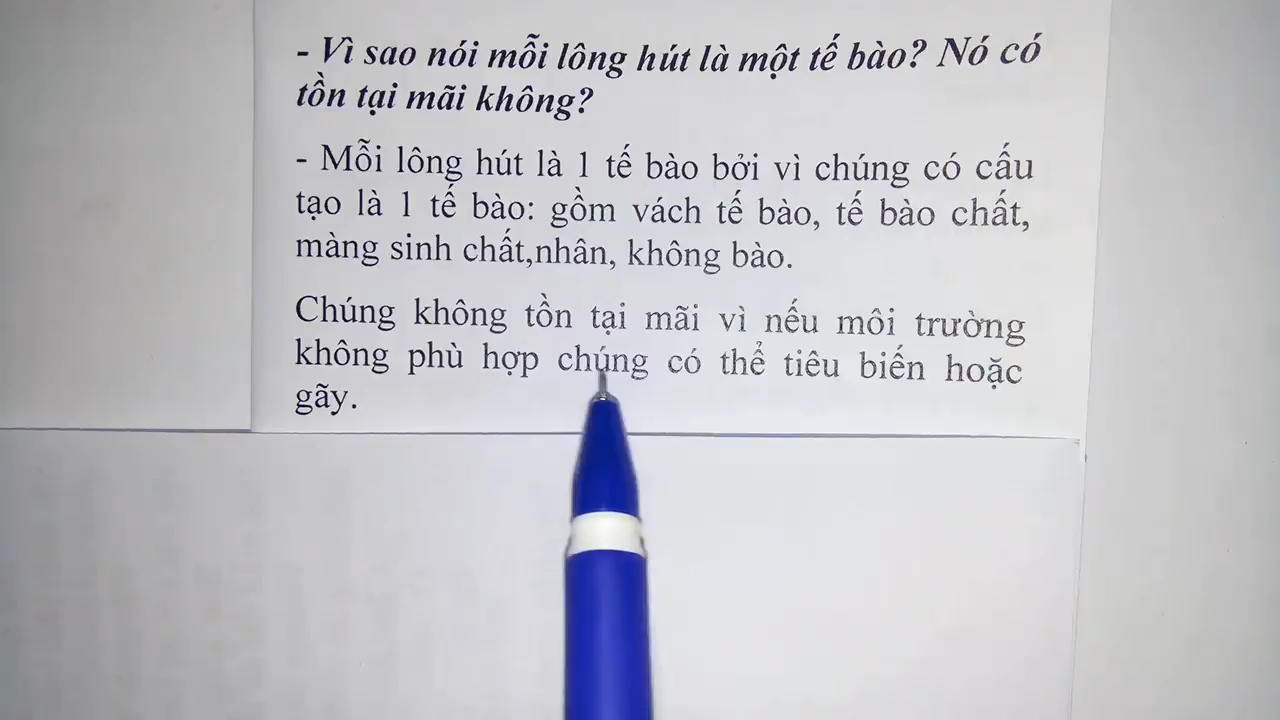 - Vì sao nói mỗi lông hút là một tế bào? Nó có
tồn tại mãi không?
- Mỗi lông hút là 1 tế bào bởi vì chúng có cấu
tạo là 1 tế bào: gồm vách tế bào, tế bào chất,
màng sinh chất,nhân, không bào.
Chúng không tồn tại mãi vì nếu môi trường
không phù hợp chúng có thể tiêu biến hoặc
gãy.